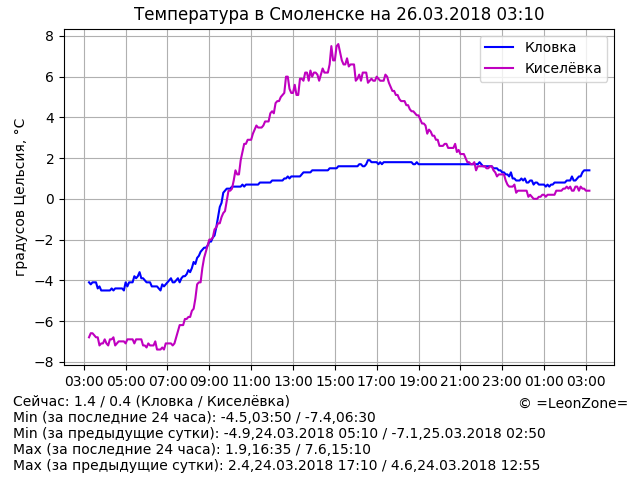 Температура в Смоленске на 26.03.2018 03:10
Кловка
Киселёвка
градусов Цельсия, °C
8
6
4
2
0
−2
−4
−6
−8
03:00 05:00 07:00 09:00 11:00 13:00 15:00 17:00 19:00 21:00 23:00 01:00 03:00
Сейчас: 1.4 / 0.4 (Кловка / Киселёвка)
© =LeonZone=
Min (за последние 24 часа): -4.5,03:50 / -7.4,06:30
Min (за предыдущие сутки): -4.9,24.03.2018 05:10 / -7.1,25.03.2018 02:50
Max (за последние 24 часа): 1.9,16:35 / 7.6,15:10
Max (за предыдущие сутки): 2.4,24.03.2018 17:10 / 4.6,24.03.2018 12:55